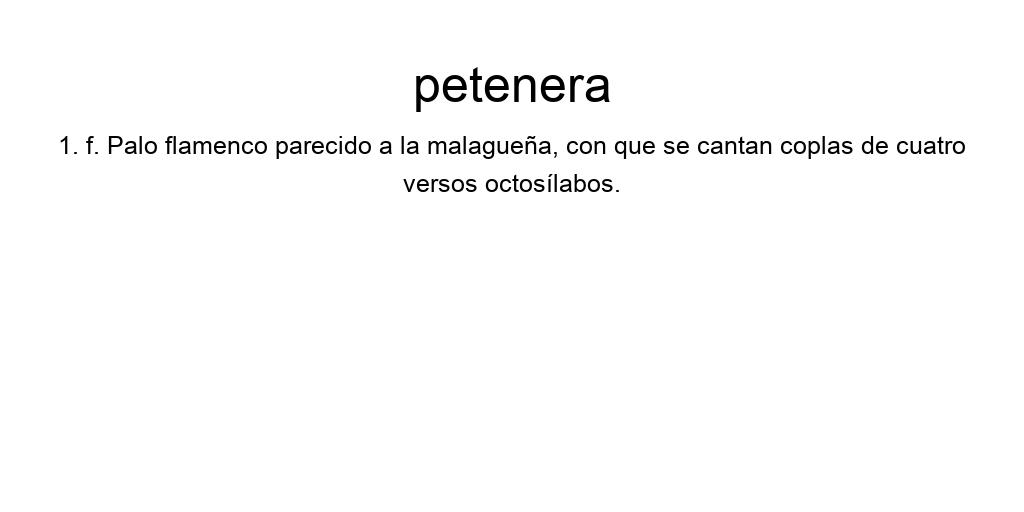 petenera
1. f. Palo flamenco parecido a la malagueña, con que se cantan coplas de cuatro
versos octosílabos.